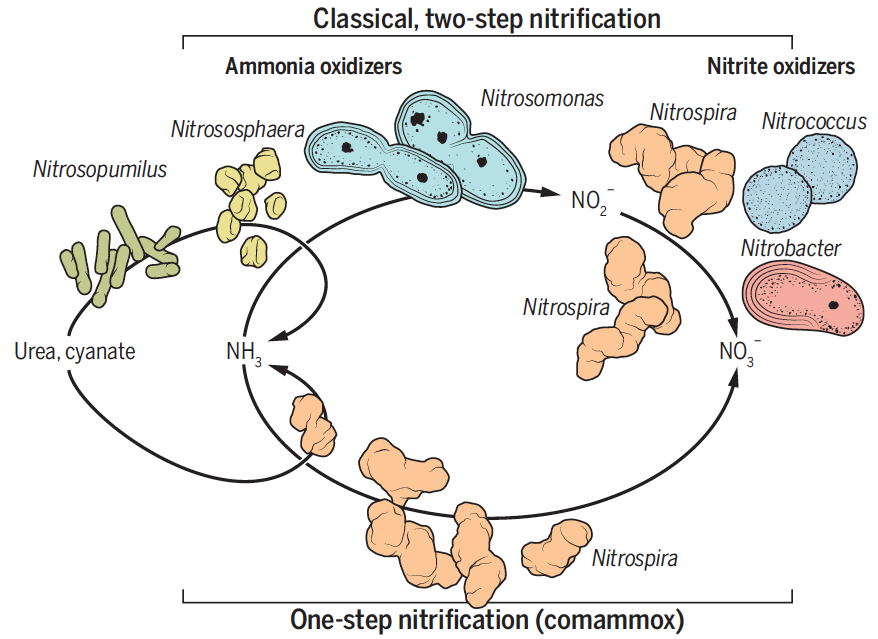 Classical, two-step nitrification
Ammonia oxidizers
Nitrite oxidizers
Nitrosomonas
Nitrospira
Nitrococcus
Nitrososphaera
Nitrosopumilus
NO₂⁻
Nitrobacter
Nitrospira
Urea, cyanate
NH₃
NO₃⁻
Nitrospira
One-step nitrification (comammox)